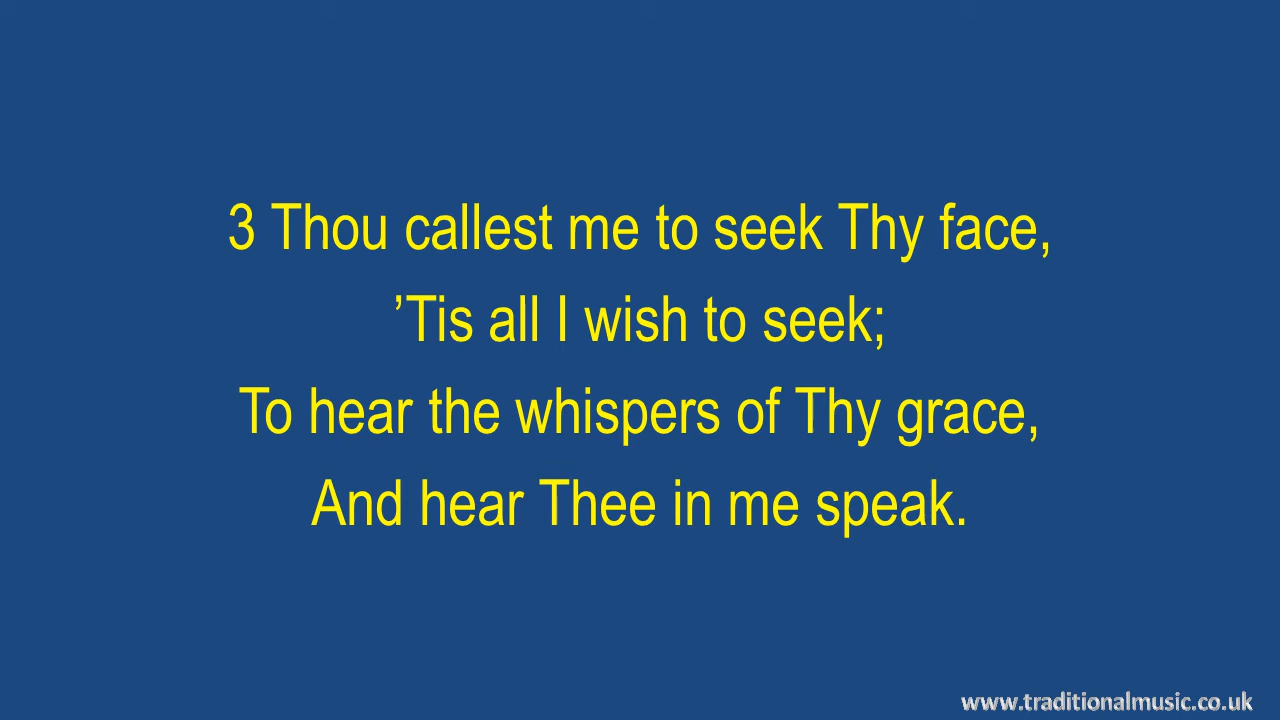 3 Thou callest me to seek Thy face,
’Tis all I wish to seek;
To hear the whispers of Thy grace,
And hear Thee in me speak.
www.traditionalmusic.co.uk